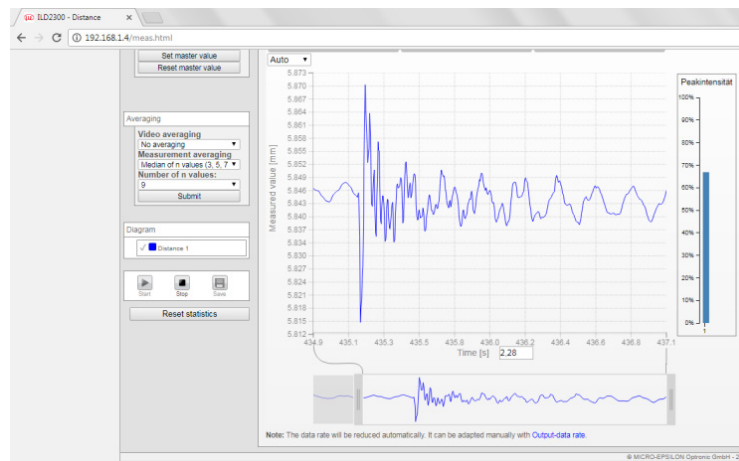 ILD2300 - Distance
192.168.1.4/meas.html
Set master value
Reset master value
Averaging
Video averaging
No averaging
Measurement averaging
Median of n values (3, 5, 7
Number of n values:
9
Submit
Diagram
Distance 1
Start Stop Save
Reset statistics
Auto
Measured value [mm]
5.873
5.870
5.867
5.864
5.861
5.858
5.855
5.852
5.849
5.846
5.843
5.840
5.837
5.834
5.830
5.827
5.824
5.821
5.818
5.815
5.812
434.9 435.1 435.3 435.5 435.8 436.0 436.2 436.4 436.6 436.8 437.1
Time [s] 2,28
Peakintensität
100%
90%
80%
70%
60%
50%
40%
30%
20%
10%
0%
1
Note: The data rate will be reduced automatically. It can be adapted manually with Output-data rate.
© MICRO-EPSILON Optronic GmbH - 2